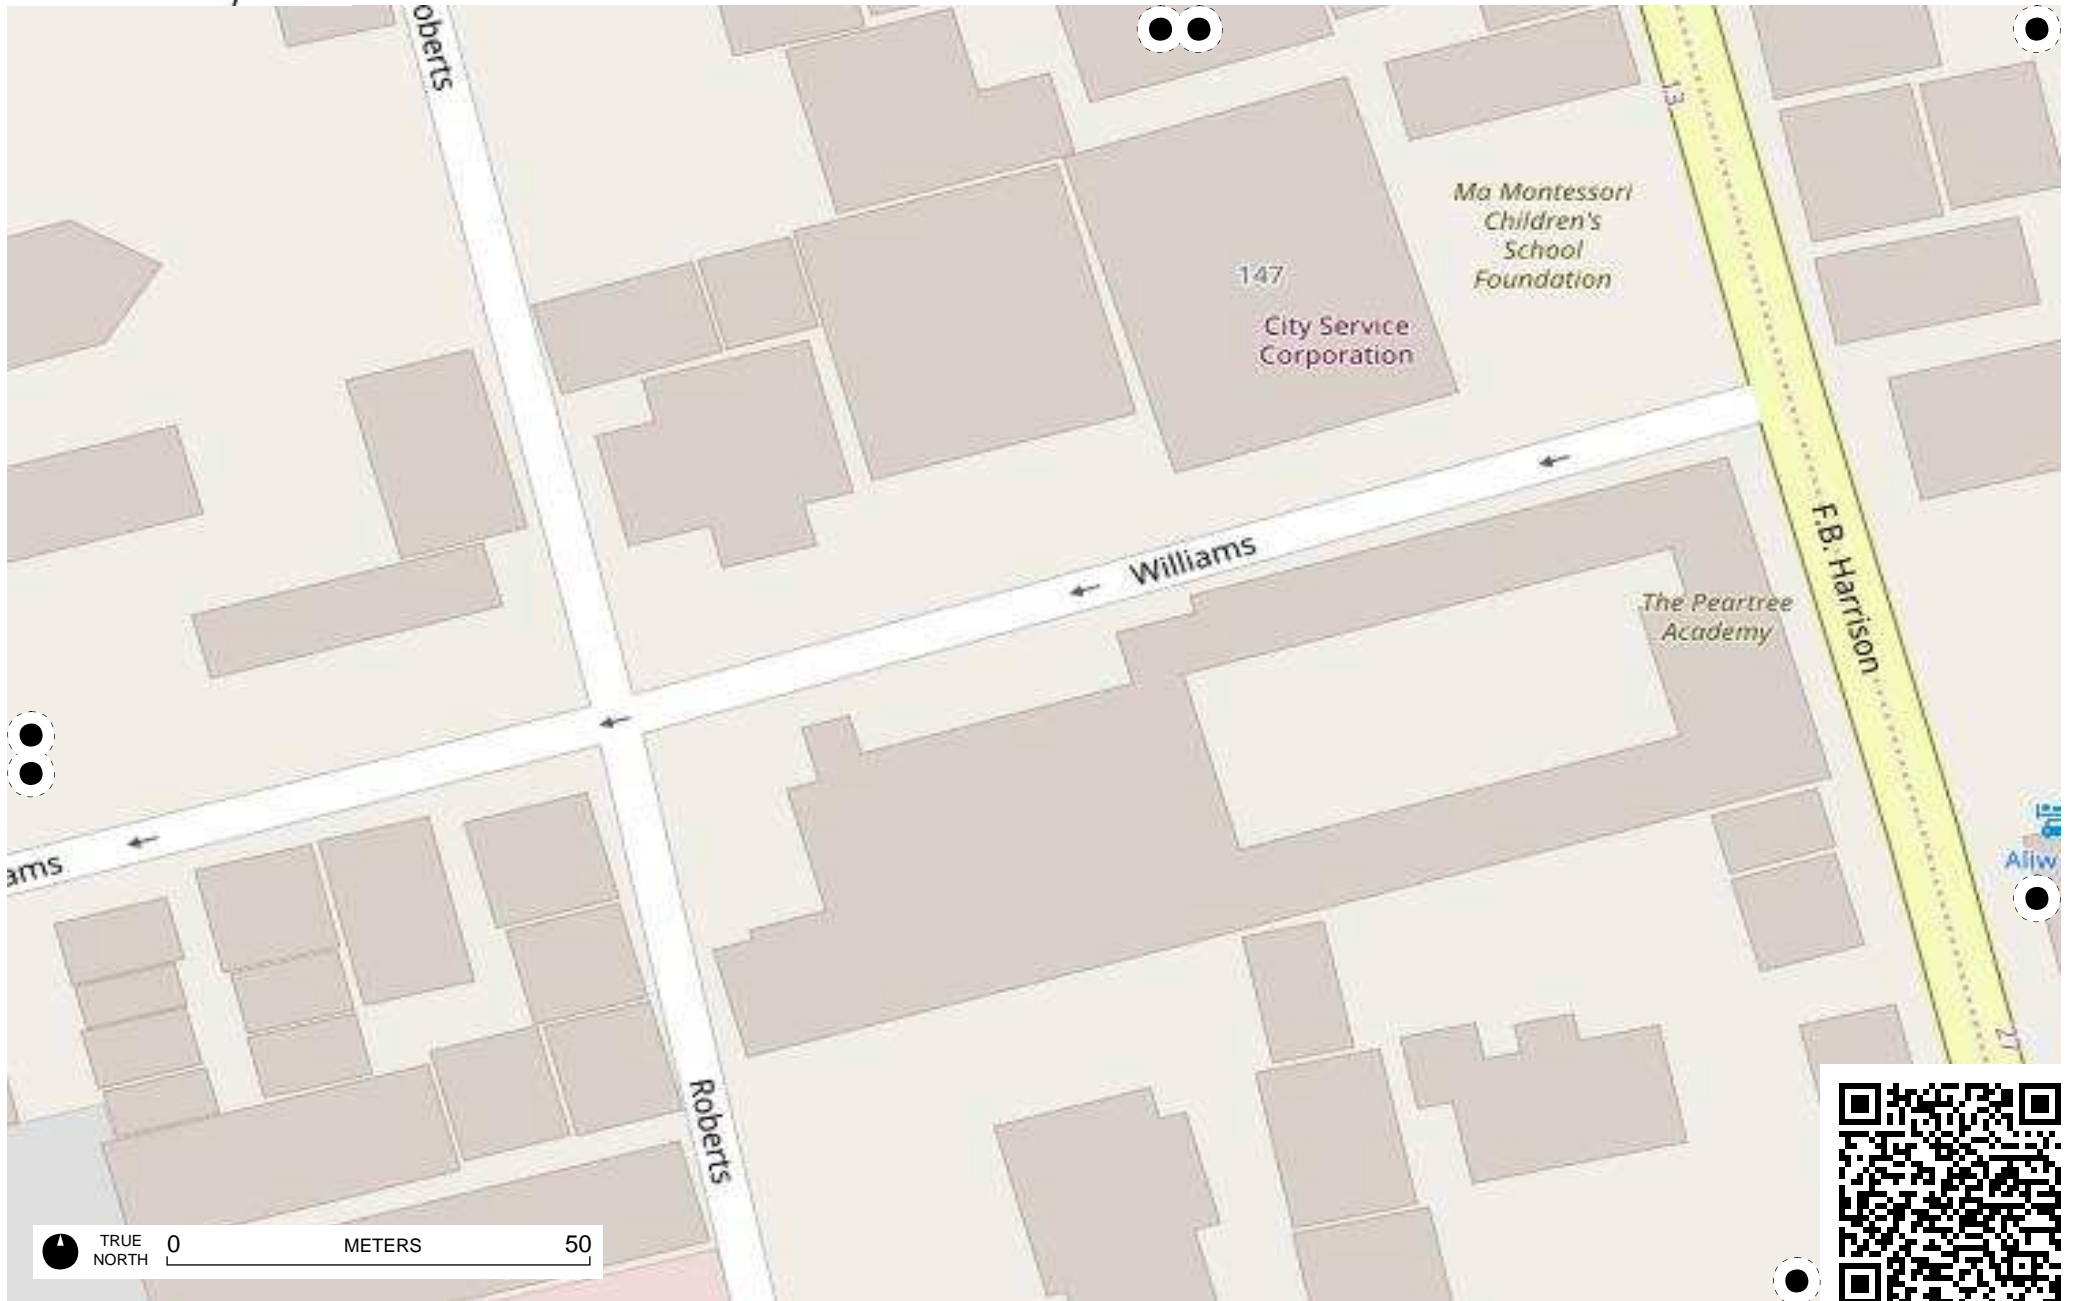 oberts
13
Ma Montessori
Children's
School
Foundation
147
City Service
Corporation
Williams
F.B. Harrison
The Peartree
Academy
ams
Aliw
27
Roberts
TRUE
NORTH
0
METERS
50